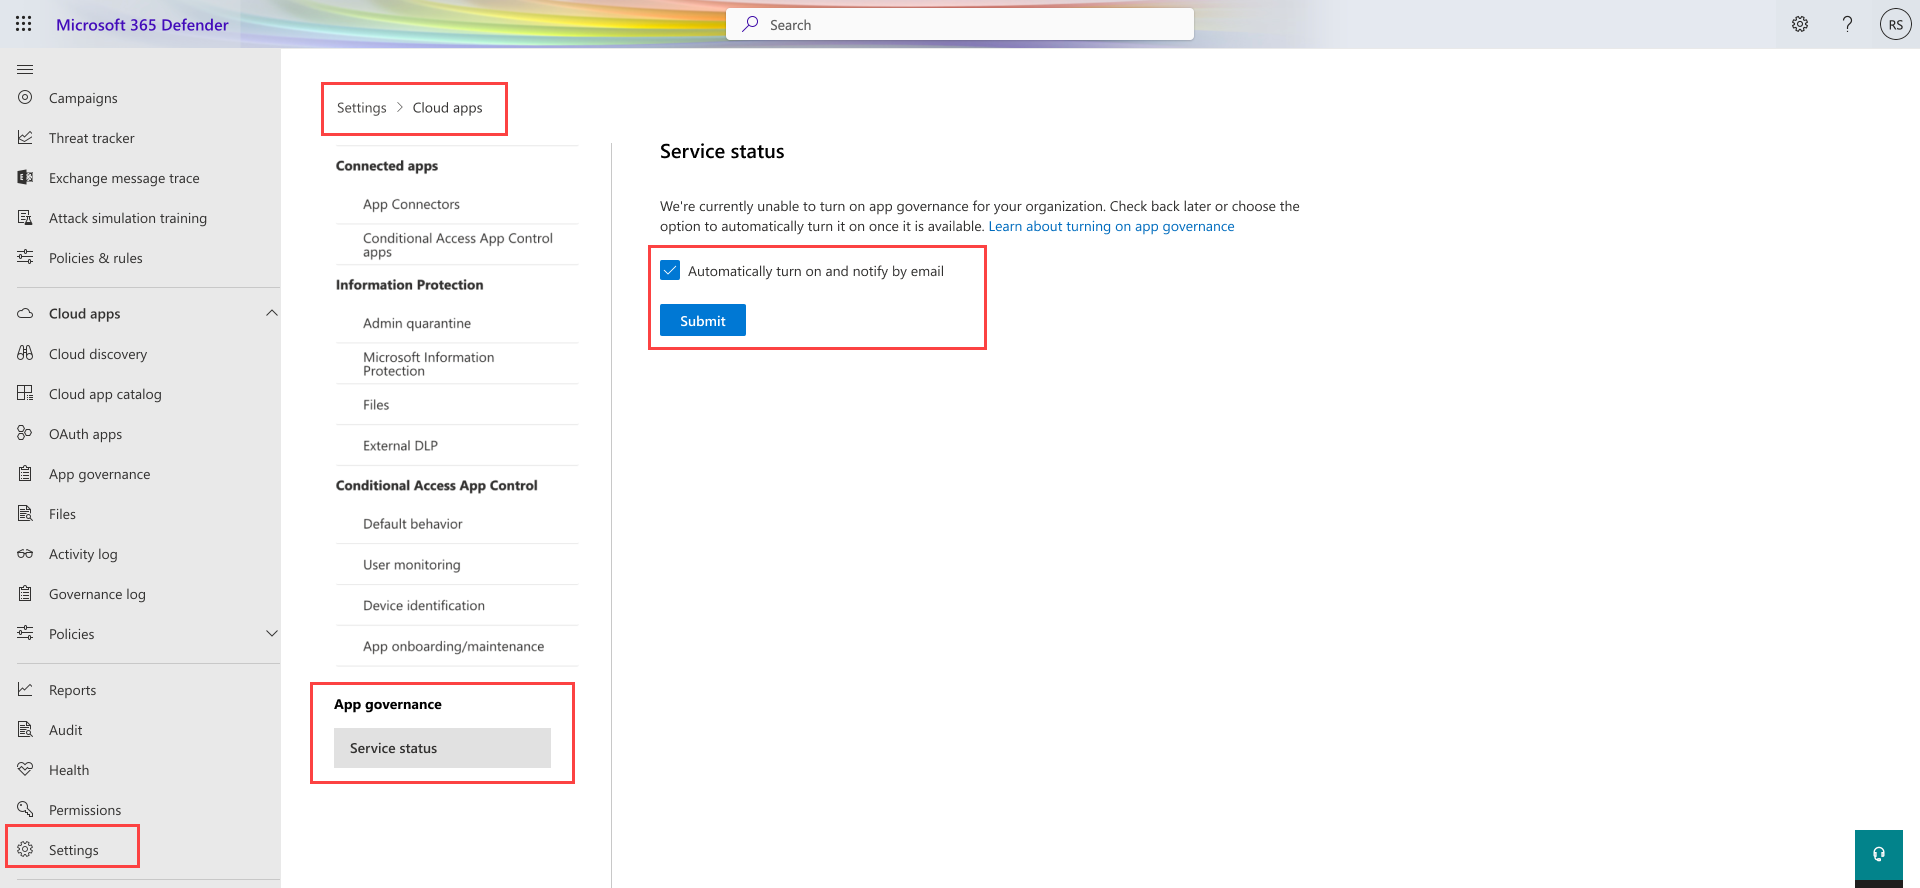 Microsoft 365 Defender
Search
?
RS
Campaigns
Threat tracker
Exchange message trace
Attack simulation training
Policies & rules
Cloud apps
Cloud discovery
Cloud app catalog
OAuth apps
App governance
Files
Activity log
Governance log
Policies
Reports
Audit
Health
Permissions
Settings
Settings > Cloud apps
Connected apps
App Connectors
Conditional Access App Control
apps
Information Protection
Admin quarantine
Microsoft Information
Protection
Files
External DLP
Conditional Access App Control
Default behavior
User monitoring
Device identification
App onboarding/maintenance
App governance
Service status
Service status
We're currently unable to turn on app governance for your organization. Check back later or choose the
option to automatically turn it on once it is available. Learn about turning on app governance
Automatically turn on and notify by email
Submit